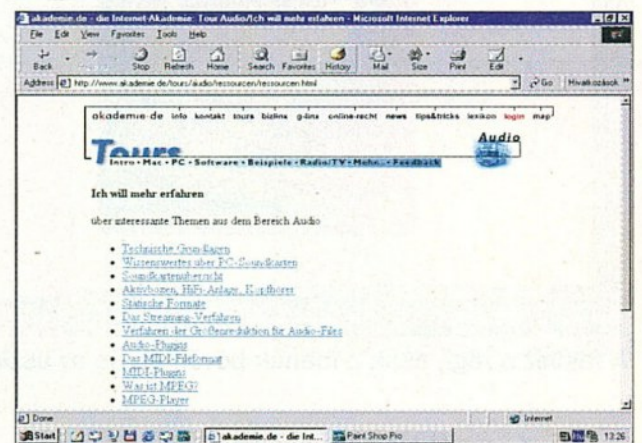 akademie.de - die Internet-Akademie: Tour Audio/Ich will mehr erfahren - Microsoft Internet Explorer
File Edit View Favorites Tools Help
Back Stop Refresh Home Search Favorites History Mail Size Print Edit
Address http://www.akademie.de/tours/audio/ressourcen/ressourcen.html Go Hivatkozások »
akademie-de info kontakt tours bizlins g-lins online-recht news tips&tricks lexikon login map
Audio
Tours
Intro • Mac • PC • Software • Beispiele • Radio/TV • Mehr... • Feedback
Ich will mehr erfahren
über interessante Themen aus dem Bereich Audio
• Technische Grundlagen
• Wissenswertes über PC-Soundkarten
• Soundkartenübersicht
• Aktivboxen, HiFi-Anlage, Kopfhörer
• Statische Formate
• Das Streaming-Verfahren
• Verfahren der Größenreduktion für Audio-Files
• Audio-Plugins
• Das MIDI-Fileformat
• MIDI-Plugins
• Was ist MPEG?
• MPEG-Player
Done Internet
Start akademie.de - die Int... Paint Shop Pro 13:26